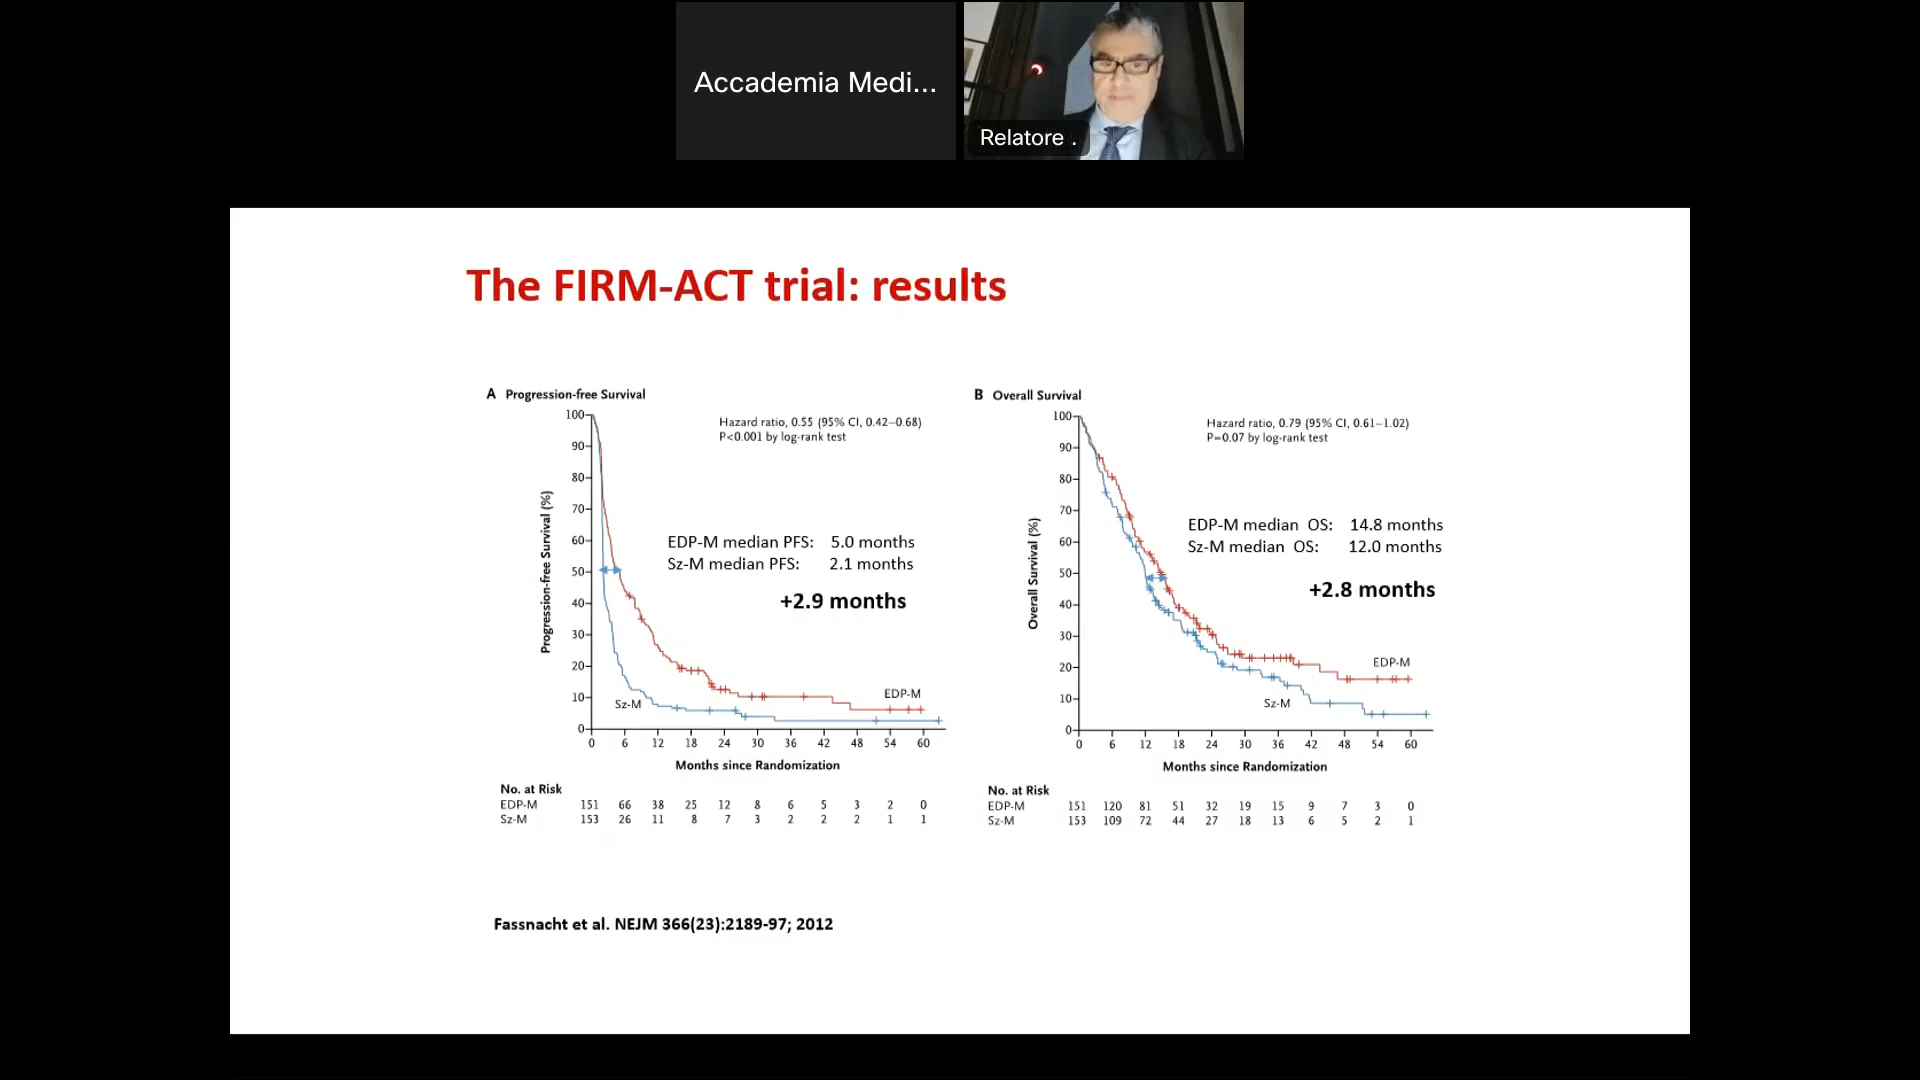 Accademia Medi...
Relatore .
The FIRM-ACT trial: results
A Progression-free Survival
Hazard ratio, 0.55 (95% CI, 0.42–0.68)
P<0.001 by log-rank test
Progression-free Survival (%)
100
90
80
70
60
50
40
30
20
10
0
EDP-M median PFS: 5.0 months
Sz-M median PFS: 2.1 months
+2.9 months
EDP-M
Sz-M
0 6 12 18 24 30 36 42 48 54 60
Months since Randomization
No. at Risk
EDP-M 151 66 38 25 12 8 6 5 3 2 0
Sz-M 153 26 11 8 7 3 2 2 2 1 1
B Overall Survival
Hazard ratio, 0.79 (95% CI, 0.61–1.02)
P=0.07 by log-rank test
Overall Survival (%)
100
90
80
70
60
50
40
30
20
10
0
EDP-M median OS: 14.8 months
Sz-M median OS: 12.0 months
+2.8 months
EDP-M
Sz-M
0 6 12 18 24 30 36 42 48 54 60
Months since Randomization
No. at Risk
EDP-M 151 120 81 51 32 19 15 9 7 3 0
Sz-M 153 109 72 44 27 18 13 6 5 2 1
Fassnacht et al. NEJM 366(23):2189-97; 2012